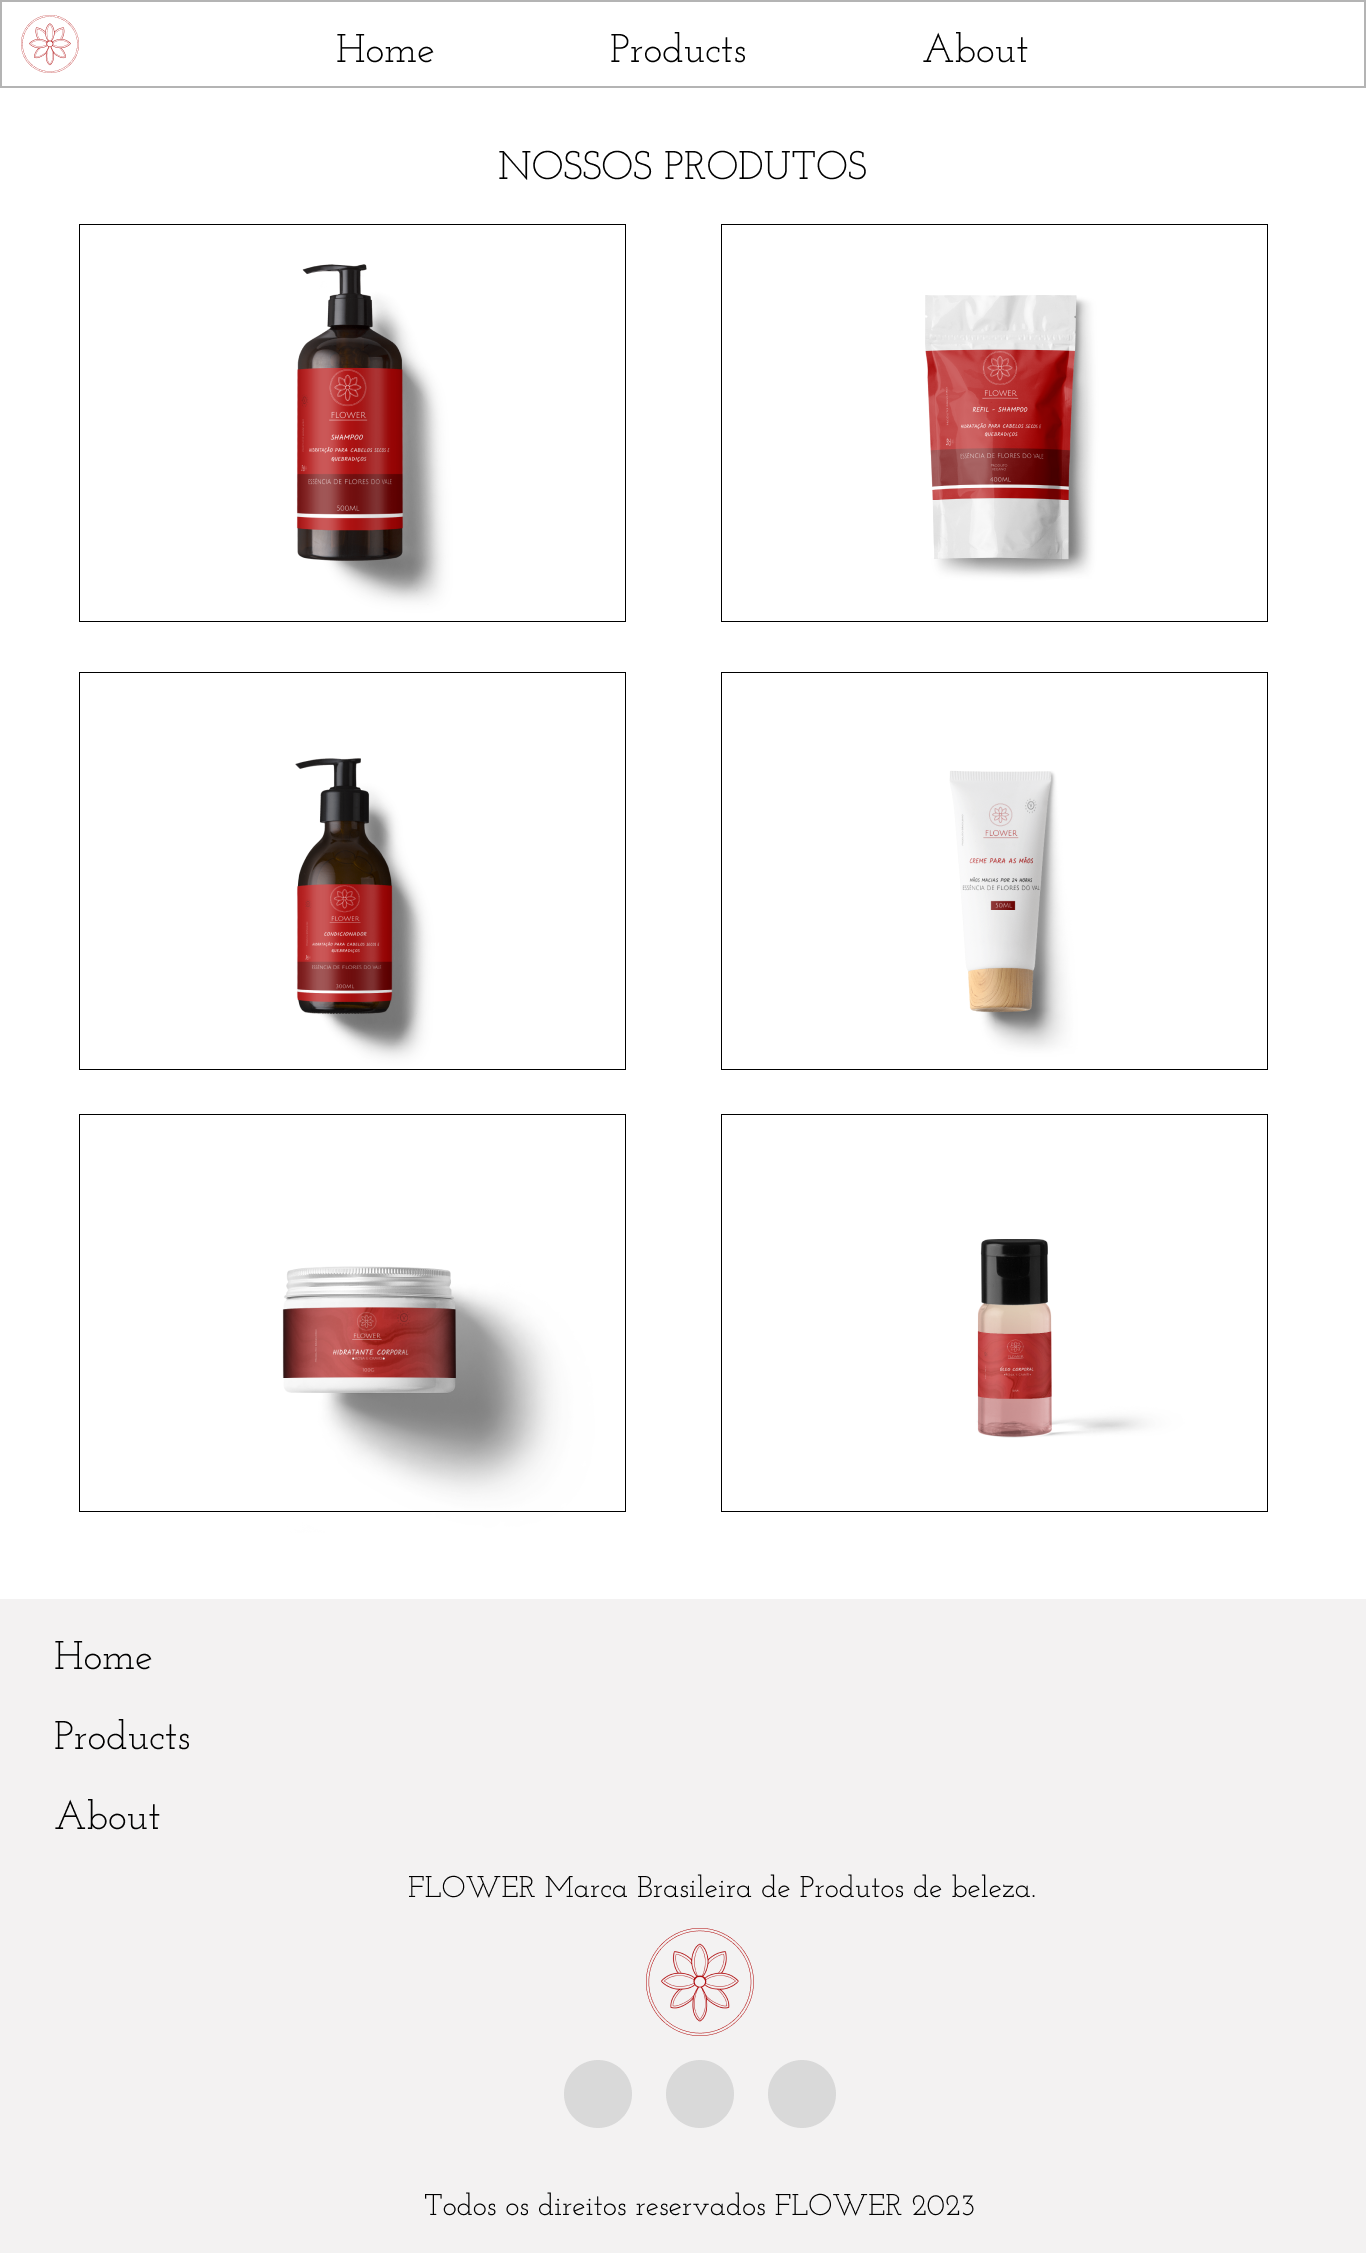 Home
Products
About
NOSSOS PRODUTOS
FLOWER
SHAMPOO
HIDRATAÇÃO PARA CABELOS SECOS E
QUEBRADIÇOS
ESSÊNCIA DE FLORES DO VALE
500ML
FLOWER
REFIL - SHAMPOO
HIDRATAÇÃO PARA CABELOS SECOS E
QUEBRADIÇOS
ESSÊNCIA DE FLORES DO VALE
400ML
FLOWER
CONDICIONADOR
HIDRATAÇÃO PARA CABELOS SECOS E
QUEBRADIÇOS
ESSÊNCIA DE FLORES DO VALE
300ML
FLOWER
CREME PARA AS MÃOS
MÃOS MACIAS POR 24 HORAS
ESSÊNCIA DE FLORES DO VAL
50ML
FLOWER
HIDRATANTE CORPORAL
FLOWER
ÓLEO CORPORAL
Home
Products
About
FLOWER Marca Brasileira de Produtos de beleza.
Todos os direitos reservados FLOWER 2023